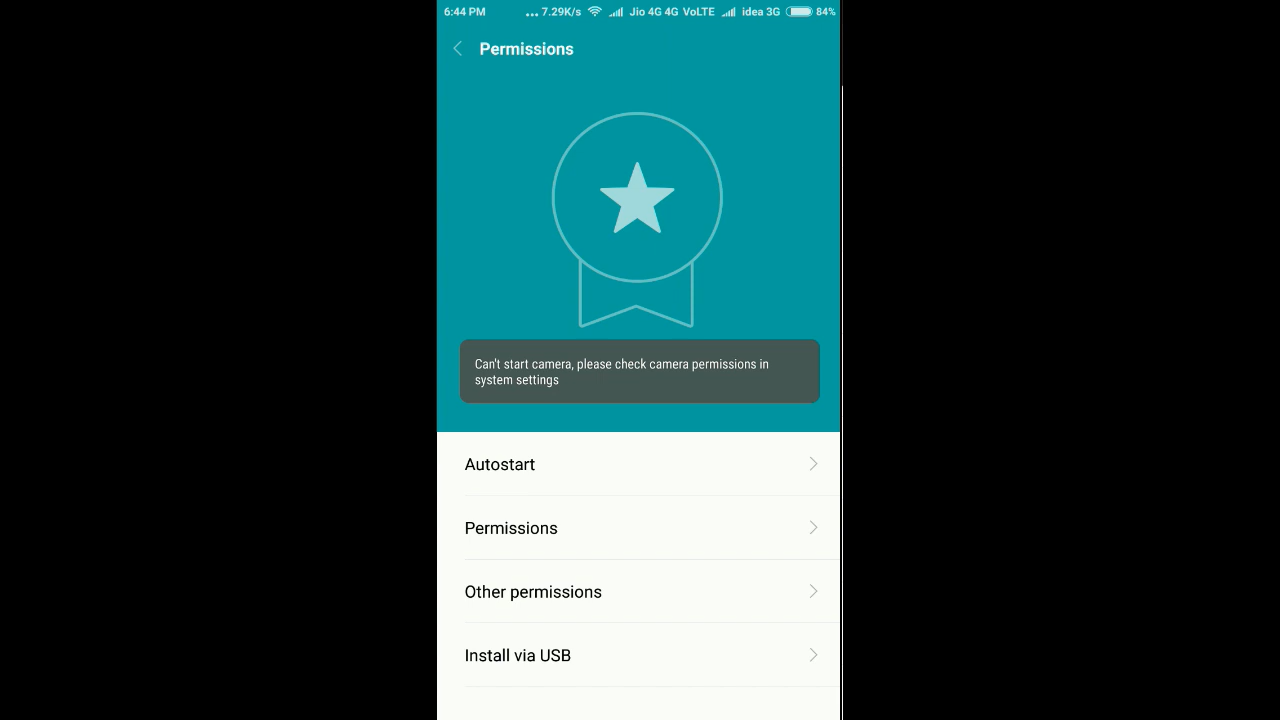 6:44 PM ... 7.29K/s Jio 4G 4G VoLTE idea 3G 84%
Permissions
Can't start camera, please check camera permissions in
system settings
Autostart
Permissions
Other permissions
Install via USB